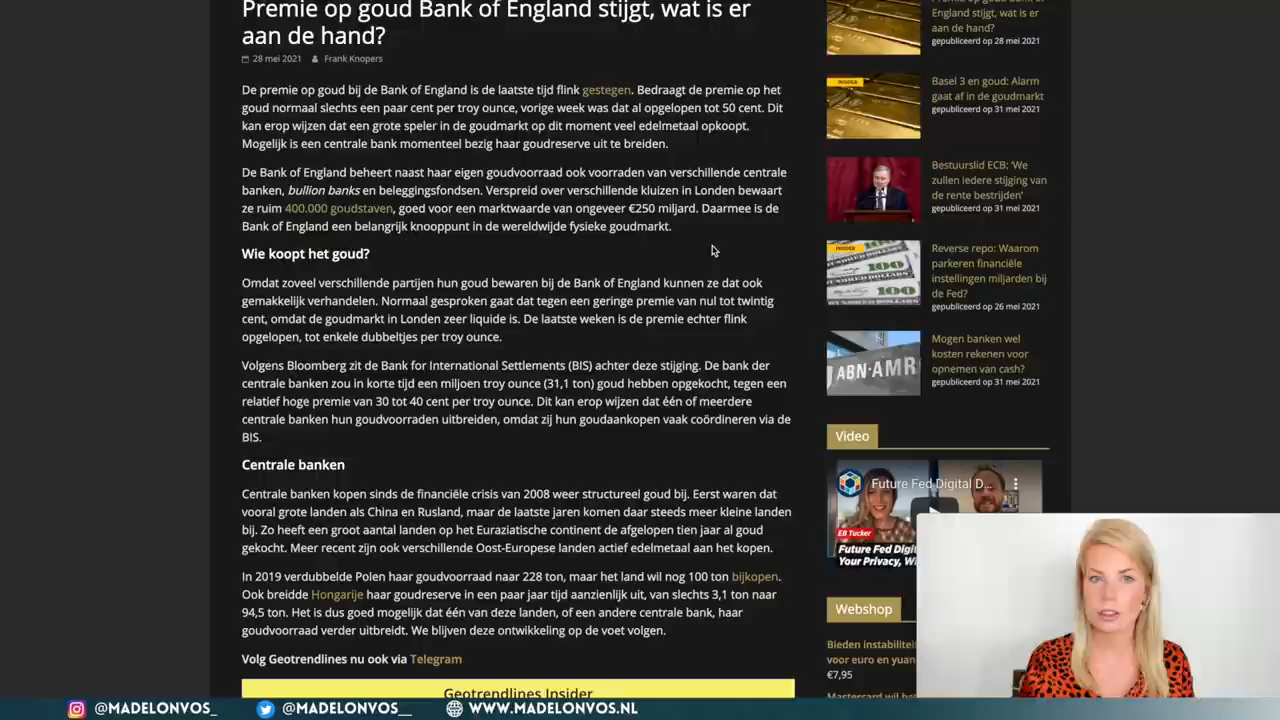 Premie op goud Bank of England stijgt, wat is er
aan de hand?
28 mei 2021 Frank Knopers
De premie op goud bij de Bank of England is de laatste tijd flink gestegen. Bedraagt de premie op het
goud normaal slechts een paar cent per troy ounce, vorige week was dat al opgelopen tot 50 cent. Dit
kan erop wijzen dat een grote speler in de goudmarkt op dit moment veel edelmetaal opkoopt.
Mogelijk is een centrale bank momenteel bezig haar goudreserve uit te breiden.
De Bank of England beheert naast haar eigen goudvoorraad ook voorraden van verschillende centrale
banken, bullion banks en beleggingsfondsen. Verspreid over verschillende kluizen in Londen bewaart
ze ruim 400.000 goudstaven, goed voor een marktwaarde van ongeveer €250 miljard. Daarmee is de
Bank of England een belangrijk knooppunt in de wereldwijde fysieke goudmarkt.
Wie koopt het goud?
Omdat zoveel verschillende partijen hun goud bewaren bij de Bank of England kunnen ze dat ook
gemakkelijk verhandelen. Normaal gesproken gaat dat tegen een geringe premie van nul tot twintig
cent, omdat de goudmarkt in Londen zeer liquide is. De laatste weken is de premie echter flink
opgelopen, tot enkele dubbeltjes per troy ounce.
Volgens Bloomberg zit de Bank for International Settlements (BIS) achter deze stijging. De bank der
centrale banken zou in korte tijd een miljoen troy ounce (31,1 ton) goud hebben opgekocht, tegen een
relatief hoge premie van 30 tot 40 cent per troy ounce. Dit kan erop wijzen dat één of meerdere
centrale banken hun goudvoorraden uitbreiden, omdat zij hun goudaankopen vaak coördineren via de
BIS.
Centrale banken
Centrale banken kopen sinds de financiële crisis van 2008 weer structureel goud bij. Eerst waren dat
vooral grote landen als China en Rusland, maar de laatste jaren komen daar steeds meer kleine landen
bij. Zo heeft een groot aantal landen op het Euraziatische continent de afgelopen tien jaar al goud
gekocht. Meer recent zijn ook verschillende Oost-Europese landen actief edelmetaal aan het kopen.
In 2019 verdubbelde Polen haar goudvoorraad naar 228 ton, maar het land wil nog 100 ton bijkopen.
Ook breidde Hongarije haar goudreserve in een paar jaar tijd aanzienlijk uit, van slechts 3,1 ton naar
94,5 ton. Het is dus goed mogelijk dat één van deze landen, of een andere centrale bank, haar
goudvoorraad verder uitbreidt. We blijven deze ontwikkeling op de voet volgen.
Volg Geotrendlines nu ook via Telegram
Geotrendlines Insider
England stijgt, wat is er
aan de hand?
gepubliceerd op 28 mei 2021
INSIDER
Basel 3 en goud: Alarm
gaat af in de goudmarkt
gepubliceerd op 31 mei 2021
Bestuurslid ECB: ‘We
zullen iedere stijging van
de rente bestrijden’
gepubliceerd op 31 mei 2021
INSIDER
Reverse repo: Waarom
parkeren financiële
instellingen miljarden bij
de Fed?
gepubliceerd op 26 mei 2021
100
100
ABN·AMR
Mogen banken wel
kosten rekenen voor
opnemen van cash?
gepubliceerd op 31 mei 2021
Video
Future Fed Digital D...
EB Tucker
Future Fed Digi
Your Privacy, Wi
Webshop
Bieden instabilitei
voor euro en yuan
€7,95
@MADELONVOS_ @MADELONVOS__ WWW.MADELONVOS.NL